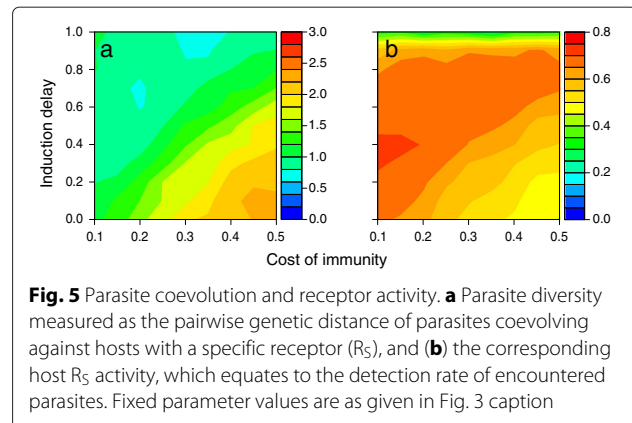 a
b
Induction delay
1.0
0.8
0.6
0.4
0.2
0.0
0.1 0.2 0.3 0.4 0.5
3.0
2.5
2.0
1.5
1.0
0.5
0.0
0.1 0.2 0.3 0.4 0.5
0.8
0.6
0.4
0.2
0.0
Cost of immunity
Fig. 5 Parasite coevolution and receptor activity. a Parasite diversity
measured as the pairwise genetic distance of parasites coevolving
against hosts with a specific receptor (RS), and (b) the corresponding
host RS activity, which equates to the detection rate of encountered
parasites. Fixed parameter values are as given in Fig. 3 caption